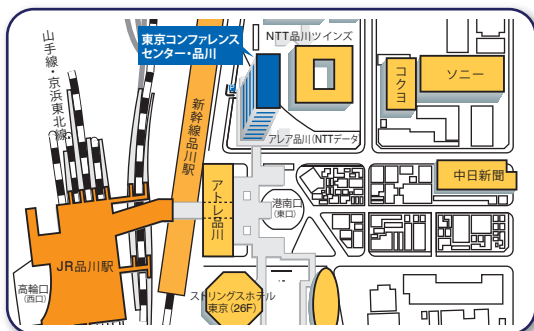 東京コンファレンス
センター・品川
NTT品川ツインズ
コクヨ
ソニー
山手線・京浜東北線
新幹線品川駅
アレア品川(NTTデータ)
アトレ品川
中日新聞
港南口
(東口)
JR品川駅
高輪口
(西口)
ストリングスホテル
東京(26F)